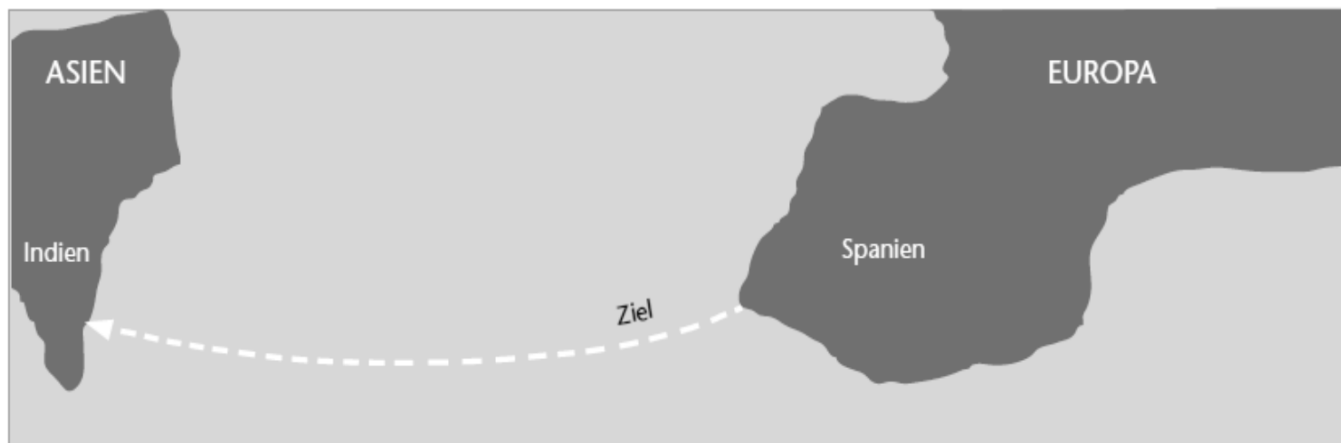 ASIEN
EUROPA
Indien
Spanien
Ziel